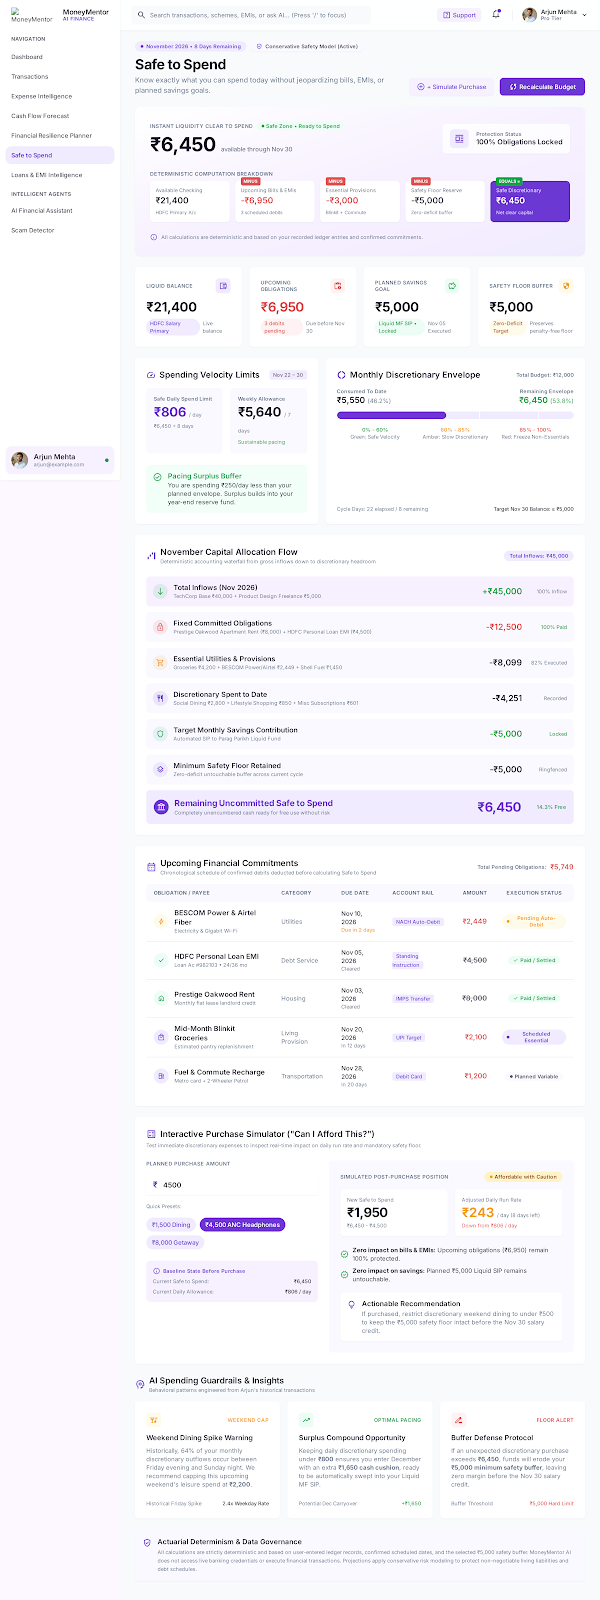 MoneyMentor
MoneyMentor
AI FINANCE
Search transactions, schemes, EMIs, or ask AI... (Press '/' to focus)
Support
Arjun Mehta
Pro Tier
NAVIGATION
Dashboard
Transactions
Expense Intelligence
Cash Flow Forecast
Financial Resilience Planner
Safe to Spend
Loans & EMI Intelligence
INTELLIGENT AGENTS
AI Financial Assistant
Scam Detector
Arjun Mehta
arjun@example.com
November 2026 • 8 Days Remaining
Conservative Safety Model (Active)
Safe to Spend
Know exactly what you can spend today without jeopardizing bills, EMIs, or
planned savings goals.
+ Simulate Purchase
Recalculate Budget
INSTANT LIQUIDITY CLEAR TO SPEND
Safe Zone • Ready to Spend
₹6,450 available through Nov 30
Protection Status
100% Obligations Locked
DETERMINISTIC COMPUTATION BREAKDOWN
Available Checking
₹21,400
HDFC Primary A/c
MINUS
Upcoming Bills & EMIs
-₹6,950
3 scheduled debits
MINUS
Essential Provisions
-₹3,000
Blinkit + Commute
MINUS
Safety Floor Reserve
-₹5,000
Zero-deficit buffer
EQUALS =
Safe Discretionary
₹6,450
Net clear capital
All calculations are deterministic and based on your recorded ledger entries and confirmed commitments.
LIQUID BALANCE
₹21,400
HDFC Salary
Primary
Live
balance
UPCOMING
OBLIGATIONS
₹6,950
3 debits
pending
Due before Nov
30
PLANNED SAVINGS
GOAL
₹5,000
Liquid MF SIP •
Locked
Nov 05
Executed
SAFETY FLOOR BUFFER
₹5,000
Zero-Deficit
Target
Preserves
penalty-free floor
Spending Velocity Limits
Nov 22 – 30
Safe Daily Spend Limit
₹806 / day
₹6,450 ÷ 8 days
Weekly Allowance
₹5,640 / 7
days
Sustainable pacing
Pacing Surplus Buffer
You are spending ₹250/day less than your
planned envelope. Surplus builds into your
year-end reserve fund.
Monthly Discretionary Envelope
Total Budget: ₹12,000
Consumed To Date
₹5,550 (46.2%)
Remaining Envelope
₹6,450 (53.8%)
0% - 60%
Green: Safe Velocity
60% - 85%
Amber: Slow Discretionary
85% - 100%
Red: Freeze Non-Essentials
Cycle Days: 22 elapsed / 8 remaining
Target Nov 30 Balance: ≥ ₹5,000
November Capital Allocation Flow
Deterministic accounting waterfall from gross inflows down to discretionary headroom
Total Inflows: ₹45,000
Total Inflows (Nov 2026)
TechCorp Base ₹40,000 + Product Design Freelance ₹5,000
+₹45,000
100% Inflow
Fixed Committed Obligations
Prestige Oakwood Apartment Rent (₹8,000) + HDFC Personal Loan EMI (₹4,500)
-₹12,500
100% Paid
Essential Utilities & Provisions
Groceries ₹4,200 + BESCOM Power/Airtel ₹2,449 + Shell Fuel ₹1,450
-₹8,099
82% Executed
Discretionary Spent to Date
Social Dining ₹2,800 + Lifestyle Shopping ₹850 + Misc Subscriptions ₹601
-₹4,251
Recorded
Target Monthly Savings Contribution
Automated SIP to Parag Parikh Liquid Fund
-₹5,000
Locked
Minimum Safety Floor Retained
Zero-deficit untouchable buffer across current cycle
-₹5,000
Ringfenced
Remaining Uncommitted Safe to Spend
Completely unencumbered cash ready for free use without risk
₹6,450
14.3% Free
Upcoming Financial Commitments
Chronological schedule of confirmed debits deducted before calculating Safe to Spend
Total Pending Obligations: ₹5,749
OBLIGATION / PAYEE
CATEGORY
DUE DATE
ACCOUNT RAIL
AMOUNT
EXECUTION STATUS
BESCOM Power & Airtel
Fiber
Electricity & Gigabit Wi-Fi
Utilities
Nov 10,
2026
Due in 2 days
NACH Auto-Debit
₹2,449
Pending Auto-
Debit
HDFC Personal Loan EMI
Loan Ac #982103 • 24/36 mo
Debt Service
Nov 05,
2026
Cleared
Standing
Instruction
₹4,500
Paid / Settled
Prestige Oakwood Rent
Monthly flat lease landlord credit
Housing
Nov 03,
2026
Cleared
IMPS Transfer
₹8,000
Paid / Settled
Mid-Month Blinkit
Groceries
Estimated pantry replenishment
Living
Provision
Nov 20,
2026
In 12 days
UPI Target
₹2,100
Scheduled
Essential
Fuel & Commute Recharge
Metro card + 2-Wheeler Petrol
Transportation
Nov 28,
2026
In 20 days
Debit Card
₹1,200
Planned Variable
Interactive Purchase Simulator ("Can I Afford This?")
Test immediate discretionary expenses to inspect real-time impact on daily run rate and mandatory safety floor.
PLANNED PURCHASE AMOUNT
₹ 4500
Quick Presets:
₹1,500 Dining
₹4,500 ANC Headphones
₹8,000 Getaway
Baseline State Before Purchase
Current Safe to Spend:
₹6,450
Current Daily Allowance:
₹806 / day
SIMULATED POST-PURCHASE POSITION
Affordable with Caution
New Safe to Spend
₹1,950
₹6,450 - ₹4,500
Adjusted Daily Run Rate
₹243 / day (8 days left)
Down from ₹806 / day
Zero impact on bills & EMIs: Upcoming obligations (₹6,950) remain
100% protected.
Zero impact on savings: Planned ₹5,000 Liquid SIP remains
untouchable.
Actionable Recommendation
If purchased, restrict discretionary weekend dining to under ₹500
to keep the ₹5,000 safety floor intact before the Nov 30 salary
credit.
AI Spending Guardrails & Insights
Behavioral patterns engineered from Arjun's historical transactions
WEEKEND CAP
Weekend Dining Spike Warning
Historically, 64% of your monthly
discretionary outflows occur between
Friday evening and Sunday night. We
recommend capping this upcoming
weekend's leisure spend at ₹2,200.
Historical Friday Spike
2.4x Weekday Rate
OPTIMAL PACING
Surplus Compound Opportunity
Keeping daily discretionary spending
under ₹800 ensures you enter December
with an extra ₹1,650 cash cushion, ready
to be automatically swept into your Liquid
MF SIP.
Potential Dec Carryover
+₹1,650
FLOOR ALERT
Buffer Defense Protocol
If an unexpected discretionary purchase
exceeds ₹6,450, funds will erode your
₹5,000 minimum safety buffer, leaving
zero margin before the Nov 30 salary
credit.
Buffer Threshold
₹5,000 Hard Limit
Actuarial Determinism & Data Governance
All calculations are strictly deterministic and based on user-entered ledger records, confirmed scheduled dates, and the selected ₹5,000 safety buffer. MoneyMentor AI
does not access live banking credentials or execute financial transactions. Projections apply conservative risk modeling to protect non-negotiable living liabilities and
debt schedules.